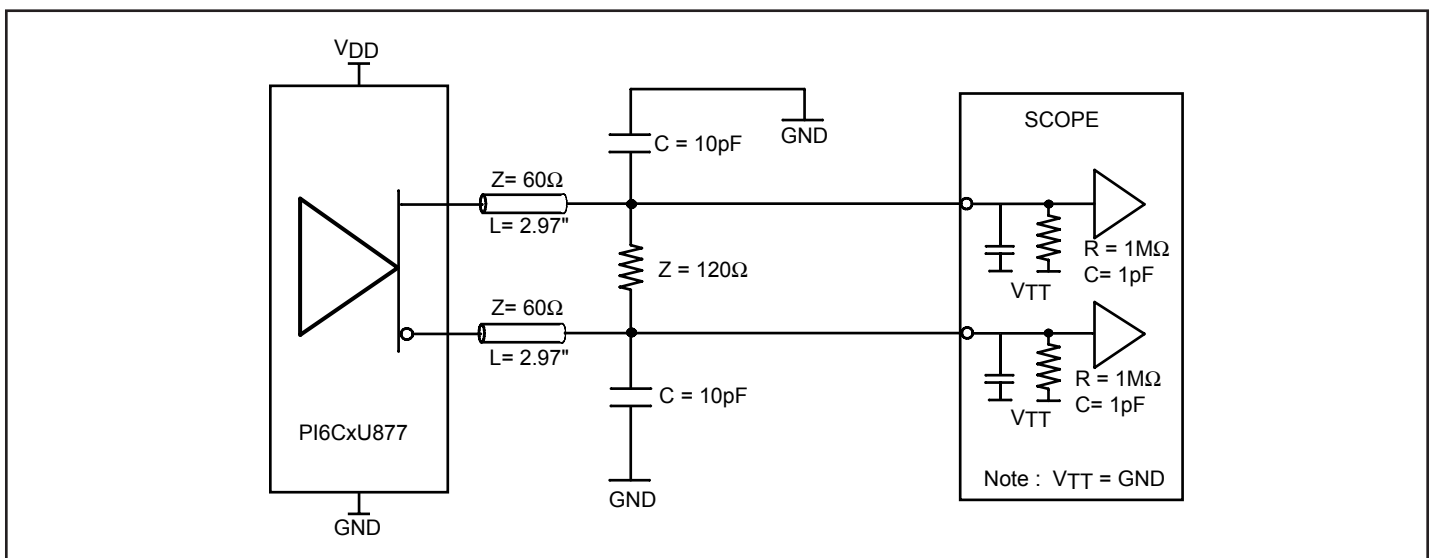 VDD
GND
C = 10pF
SCOPE
Z= 60Ω
L= 2.97"
Z = 120Ω
R = 1MΩ
C= 1pF
VTT
Z= 60Ω
L= 2.97"
C = 10pF
R = 1MΩ
C= 1pF
VTT
PI6CxU877
GND
GND
Note : VTT = GND